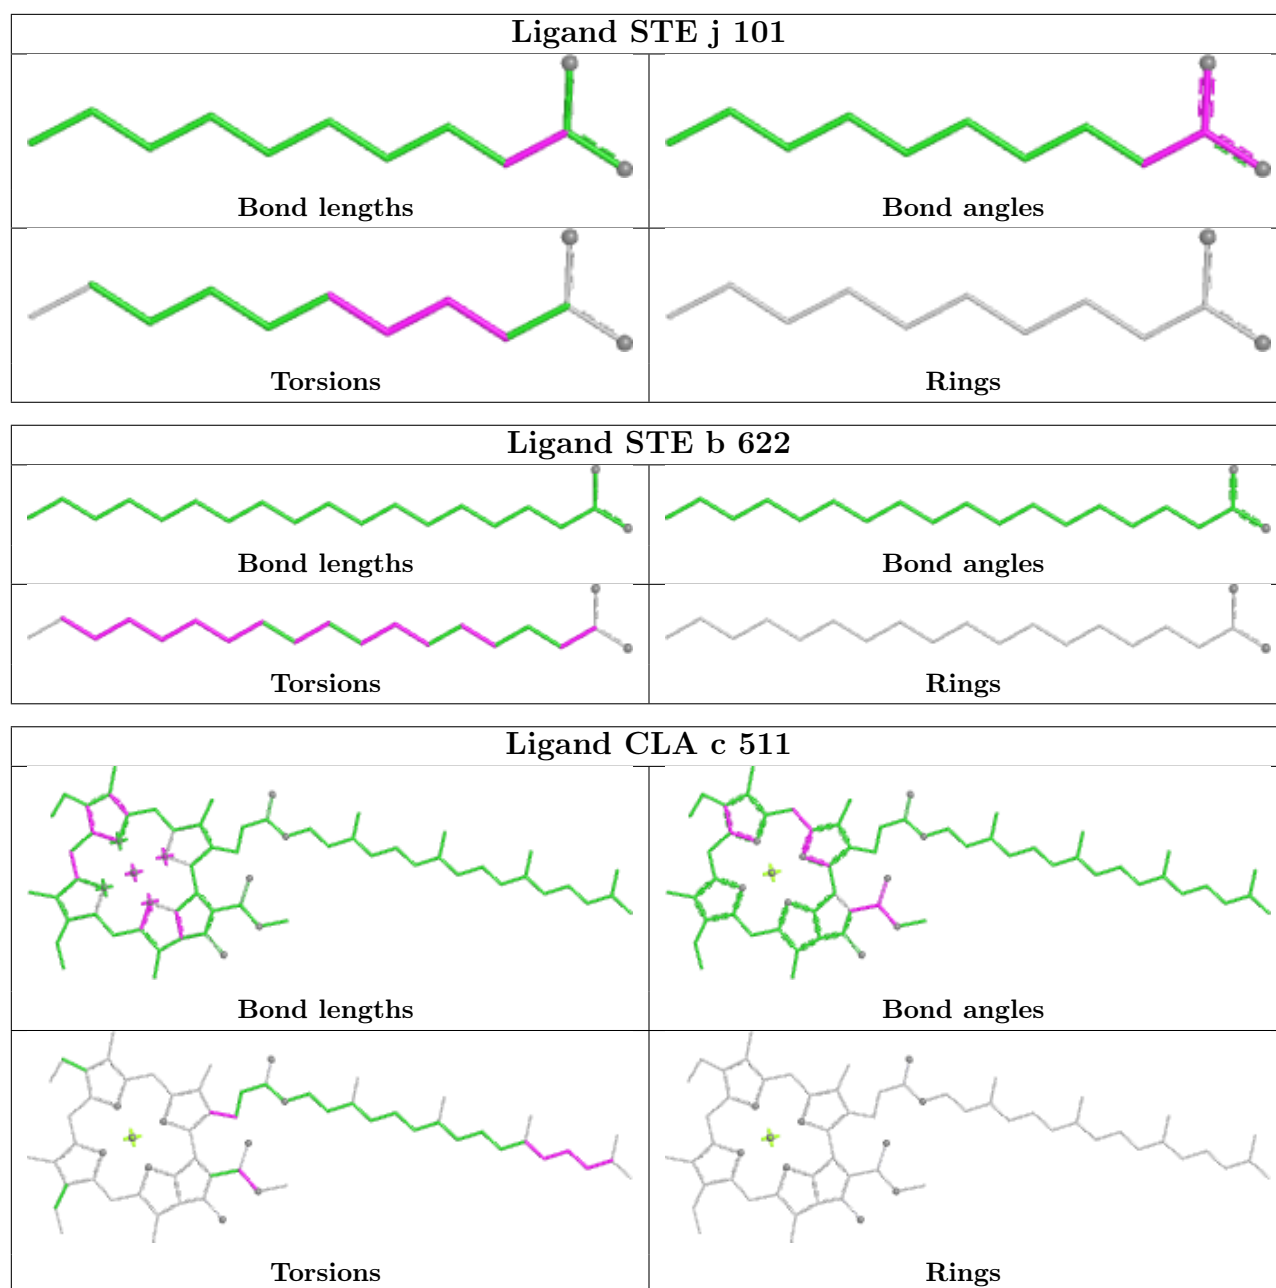 Ligand STE j 101
Bond lengths
Bond angles
Torsions
Rings
Ligand STE b 622
Bond lengths
Bond angles
Torsions
Rings
Ligand CLA c 511
Bond lengths
Bond angles
Torsions
Rings